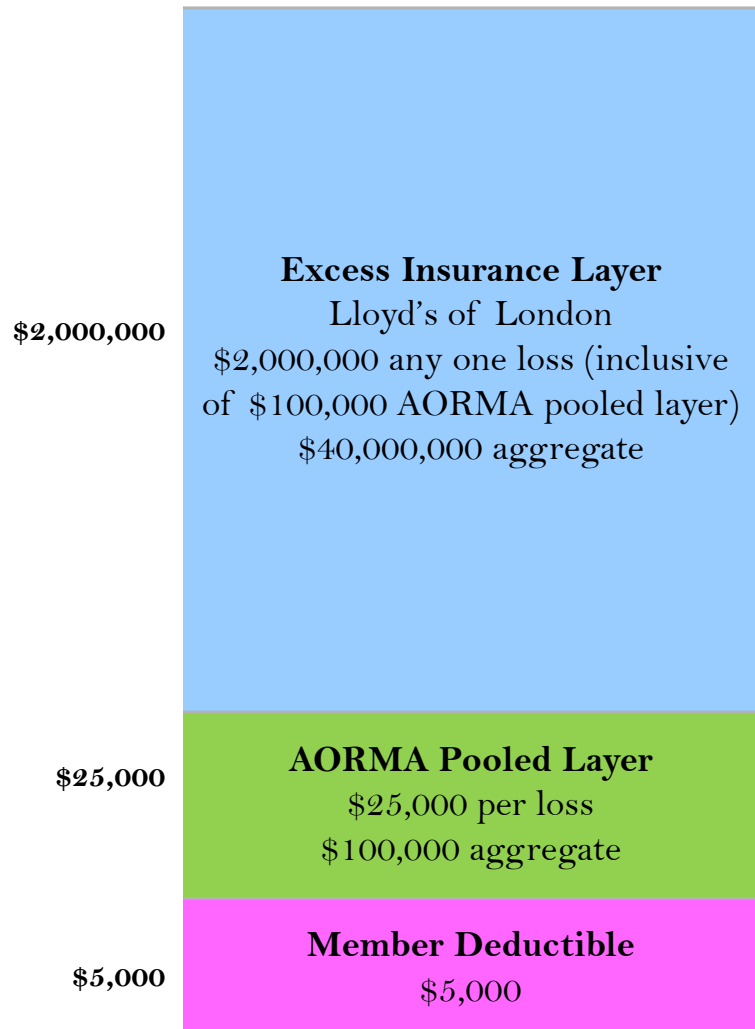 Excess Insurance Layer
Lloyd's of London
$2,000,000
$2,000,000 any one loss (inclusive
of $100,000 AORMA pooled layer)
$40,000,000 aggregate
AORMA Pooled Layer
$25,000
$25,000 per loss
$100,000 aggregate
Member Deductible
$5,000
$5,000